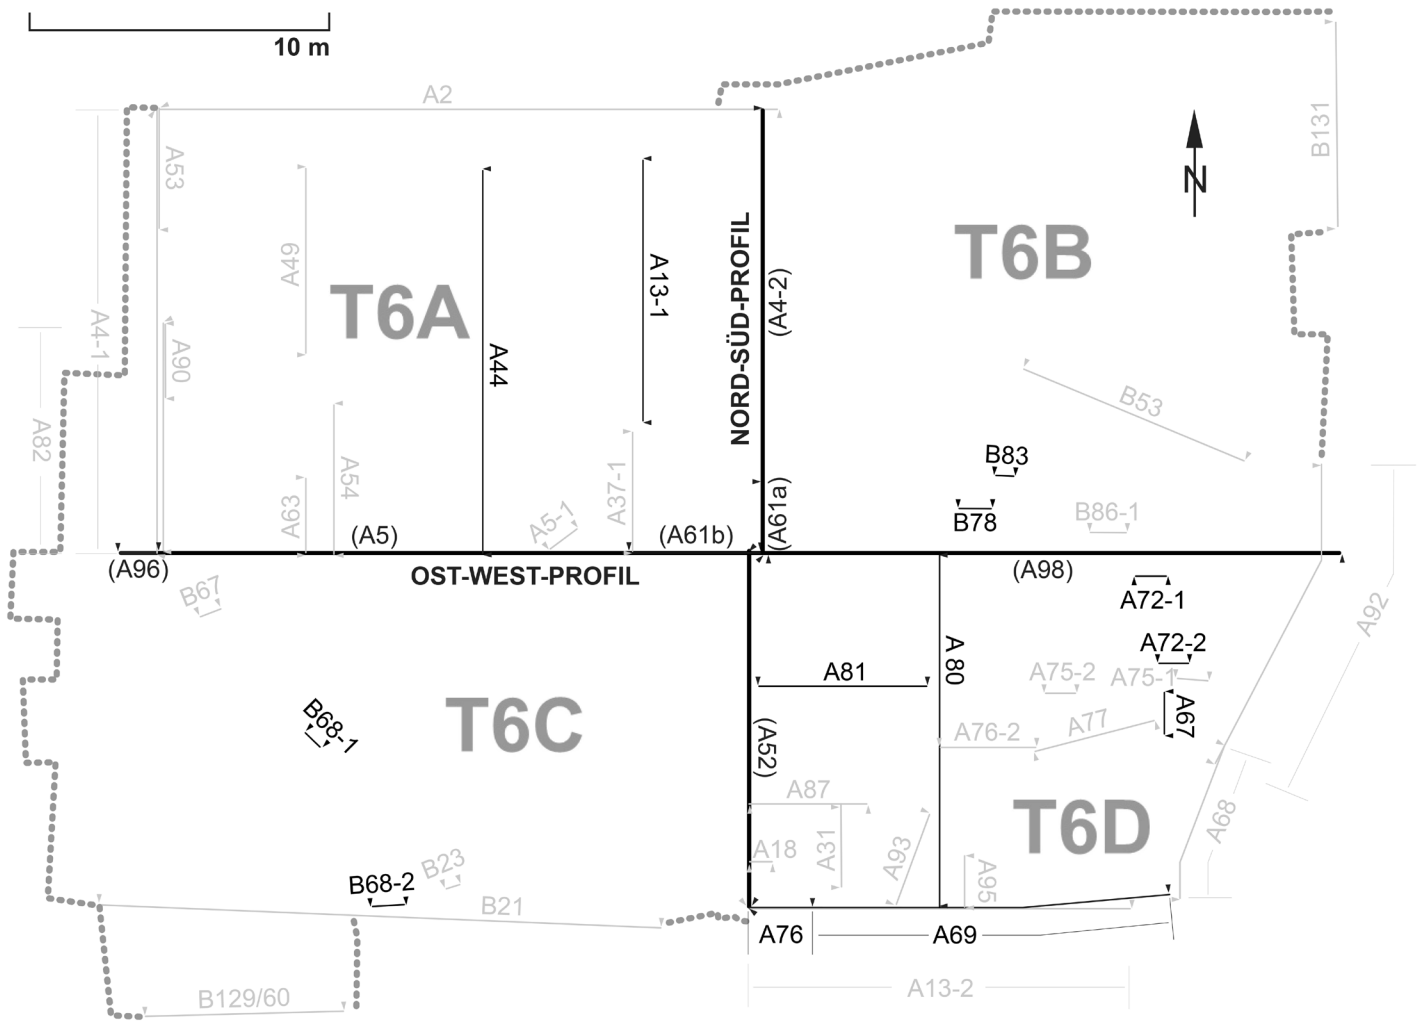 10 m
A2
A53
B131
N
T6B
A49
T6A
A13-1
NORD-SÜD-PROFIL
(A4-2)
A4-1
A90
A44
B53
A82
B83
A54
A63
A37-1
A5-1
(A61a)
B78
B86-1
(A5)
(A61b)
(A96)
OST-WEST-PROFIL
(A98)
B67
A72-1
A92
A72-2
A 80
A81
A75-2
A75-1
B68-1
T6C
A67
A77
A76-2
(A52)
A87
T6D
A68
A31
A18
A93
B23
A95
B68-2
B21
A76
A69
A13-2
B129/60